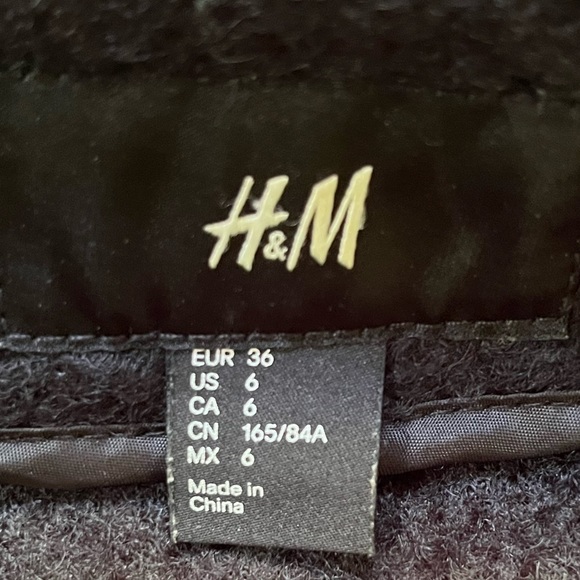 H&M
EUR 36
US 6
CA 6
CN 165/84A
MX 6
Made in
China